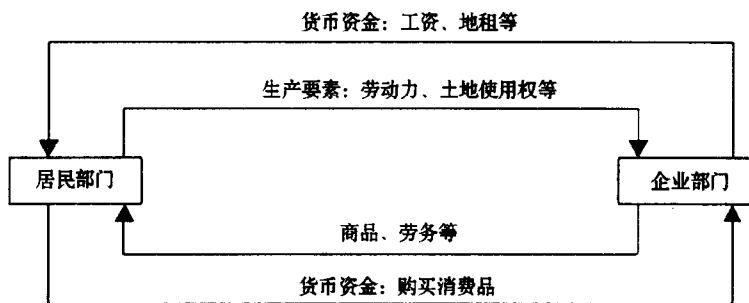 货币资金：工资、地租等
生产要素：劳动力、土地使用权等
居民部门
企业部门
商品、劳务等
货币资金：购买消费品